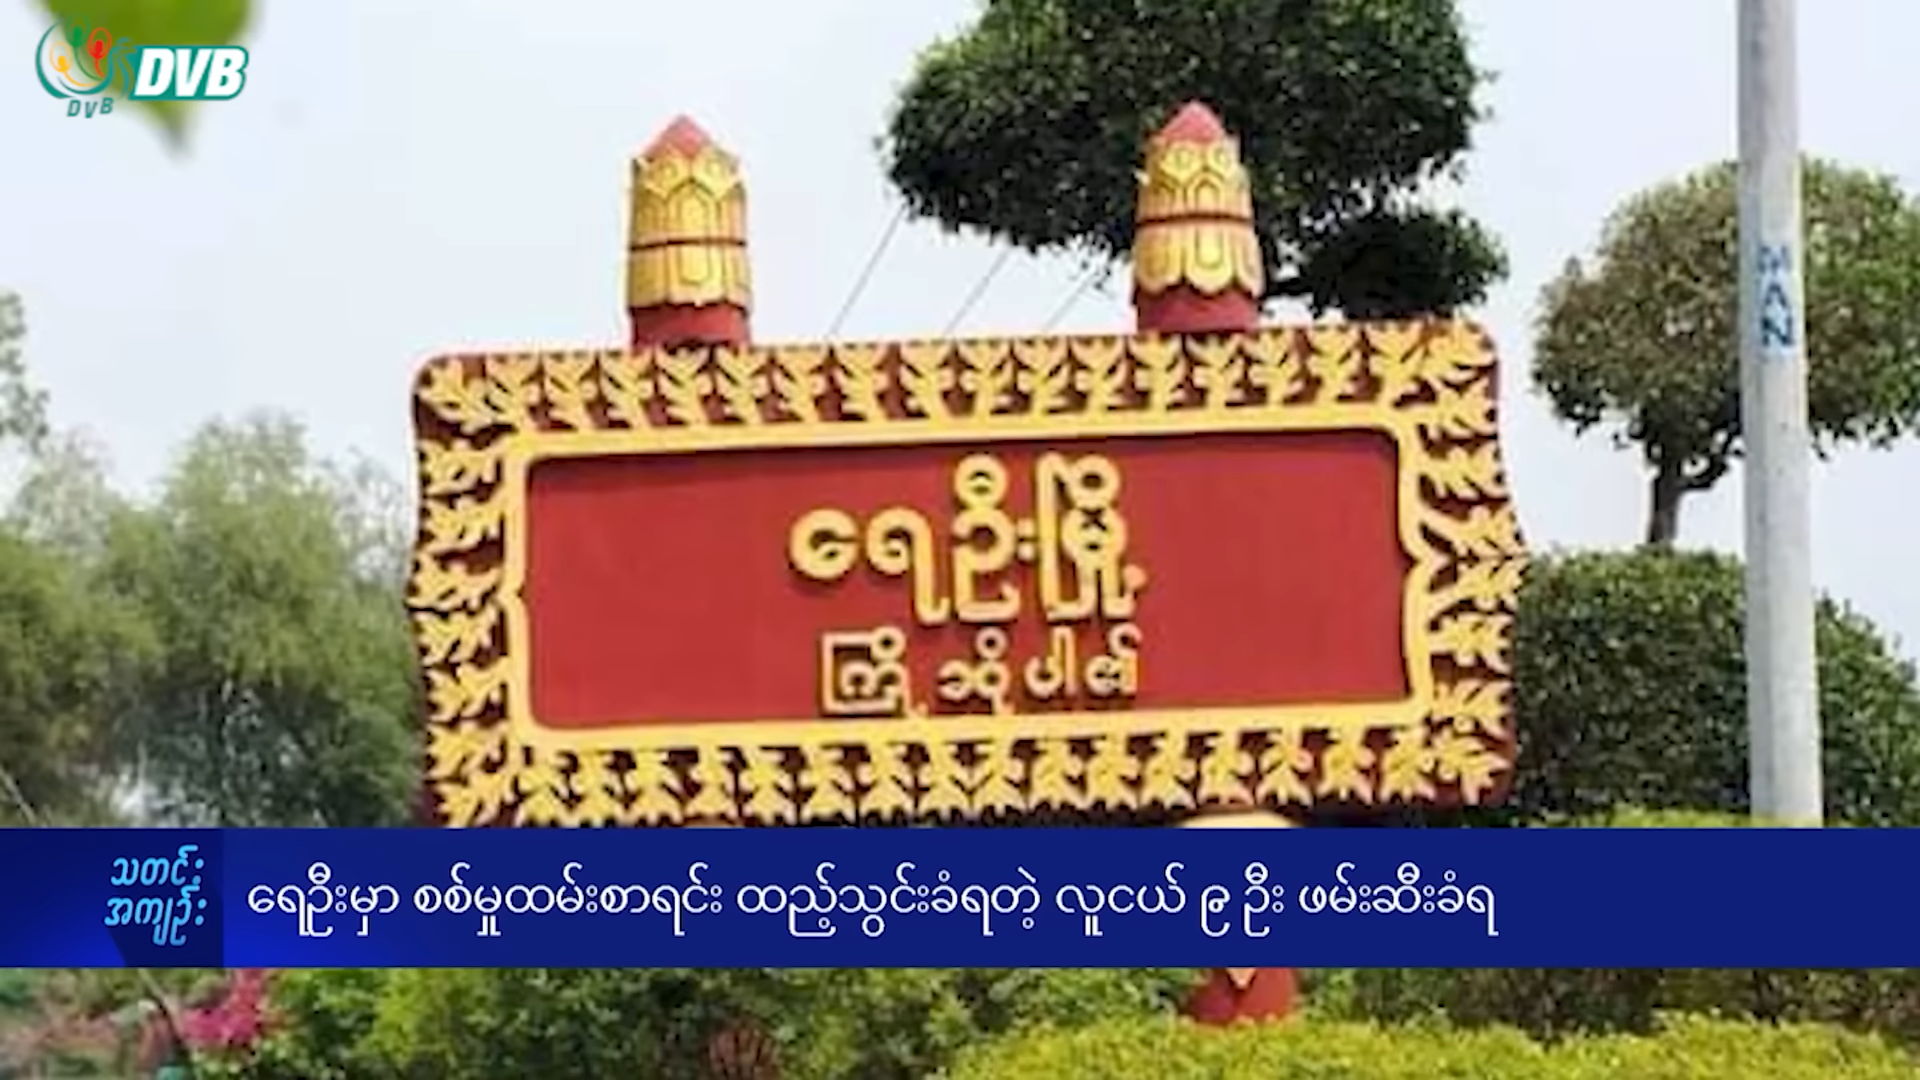 DVB
DVB
ရေဦးမြို့
ကြိုဆိုပါ၏
MAN
သတင်း
အကျဉ်း
ရေဦးမှာ စစ်မှုထမ်းစာရင်း ထည့်သွင်းခံရတဲ့ လူငယ် ၉ ဦး ဖမ်းဆီးခံရ